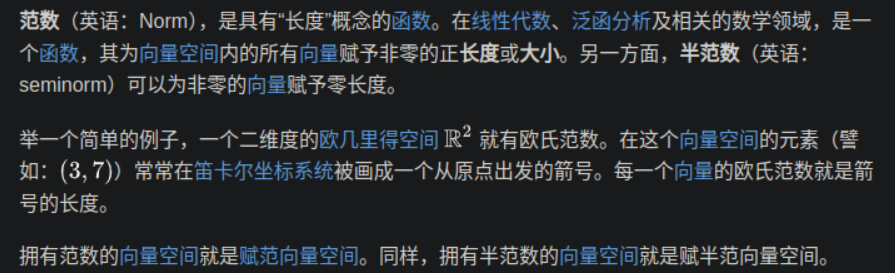 范数（英语：Norm），是具有“长度”概念的函数。在线性代数、泛函分析及相关的数学领域，是一
个函数，其为向量空间内的所有向量赋予非零的正长度或大小。另一方面，半范数（英语：
seminorm）可以为非零的向量赋予零长度。
举一个简单的例子，一个二维度的欧几里得空间 ℝ² 就有欧氏范数。在这个向量空间的元素（譬
如：(3, 7)）常常在笛卡尔坐标系统被画成一个从原点出发的箭号。每一个向量的欧氏范数就是箭
号的长度。
拥有范数的向量空间就是赋范向量空间。同样，拥有半范数的向量空间就是赋半范向量空间。